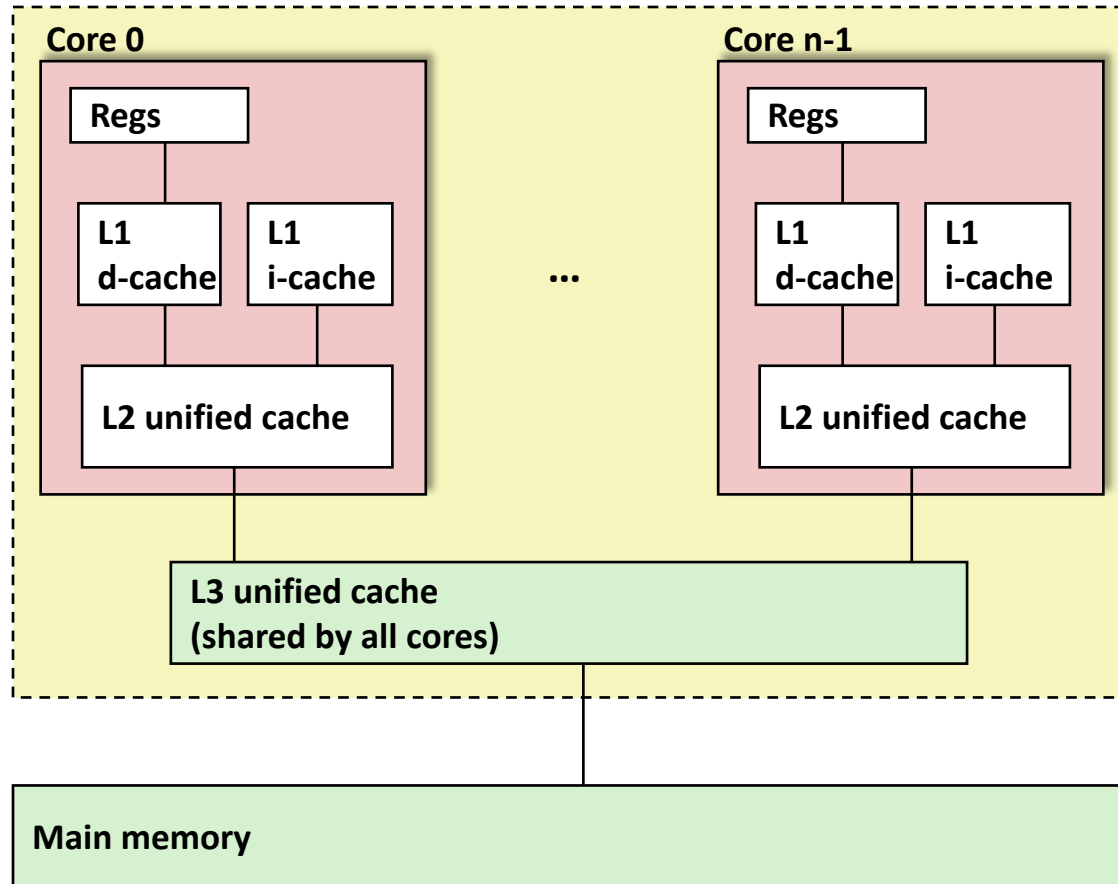 Core 0
Core n-1
Regs
Regs
L1
d-cache
L1
i-cache
...
L1
d-cache
L1
i-cache
L2 unified cache
L2 unified cache
L3 unified cache
(shared by all cores)
Main memory